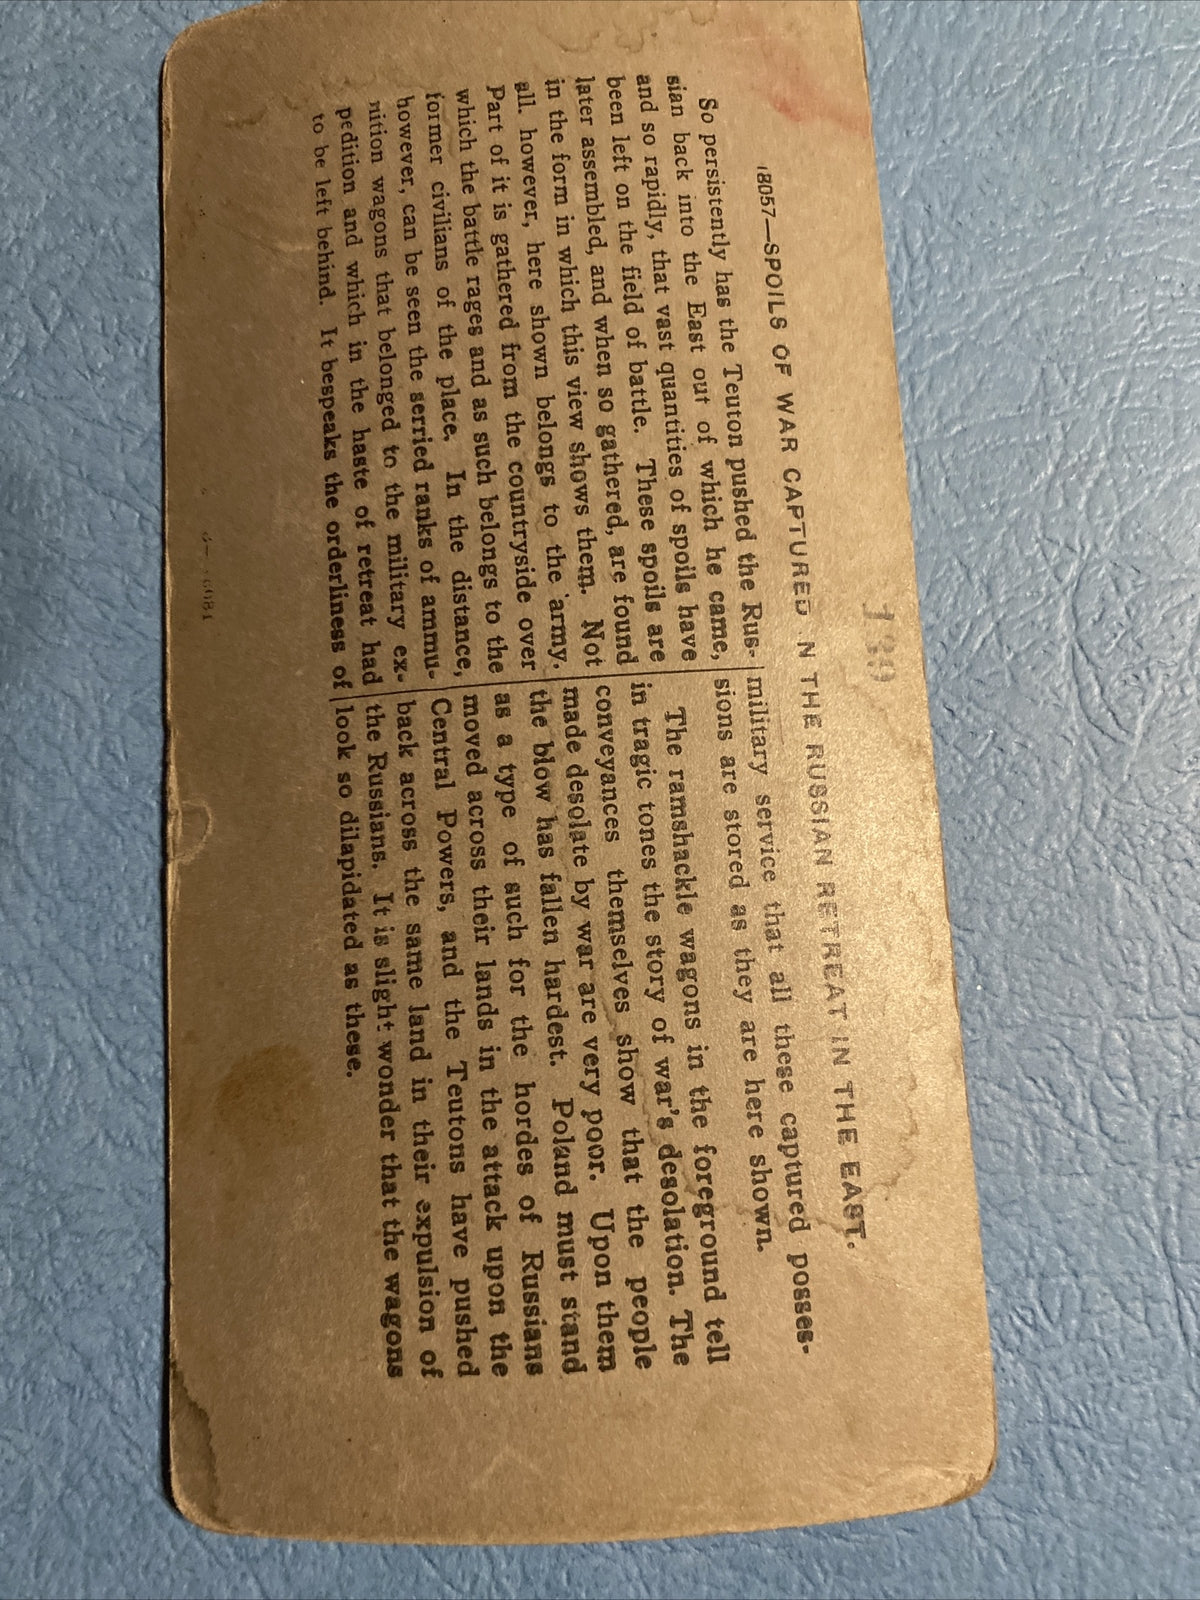 139
18057—SPOILS OF WAR CAPTURED N THE RUSSIAN RETREAT IN THE EAST.
So persistently has the Teuton pushed the Rus-
sian back into the East out of which he came,
and so rapidly, that vast quantities of spoils have
been left on the field of battle. These spoils are
later assembled, and when so gathered, are found
in the form in which this view shows them. Not
all, however, here shown belongs to the army.
Part of it is gathered from the countryside over
which the battle rages and as such belongs to the
former civilians of the place. In the distance,
however, can be seen the serried ranks of ammu-
nition wagons that belonged to the military ex-
pedition and which in the haste of retreat had
to be left behind. It bespeaks the orderliness of
military service that all these captured posses-
sions are stored as they are here shown.
The ramshackle wagons in the foreground tell
in tragic tones the story of war's desolation. The
conveyances themselves show that the people
made desolate by war are very poor. Upon them
the blow has fallen hardest. Poland must stand
as a type of such for the hordes of Russians
moved across their lands in the attack upon the
Central Powers, and the Teutons have pushed
back across the same land in their expulsion of
the Russians. It is slight wonder that the wagons
look so dilapidated as these.